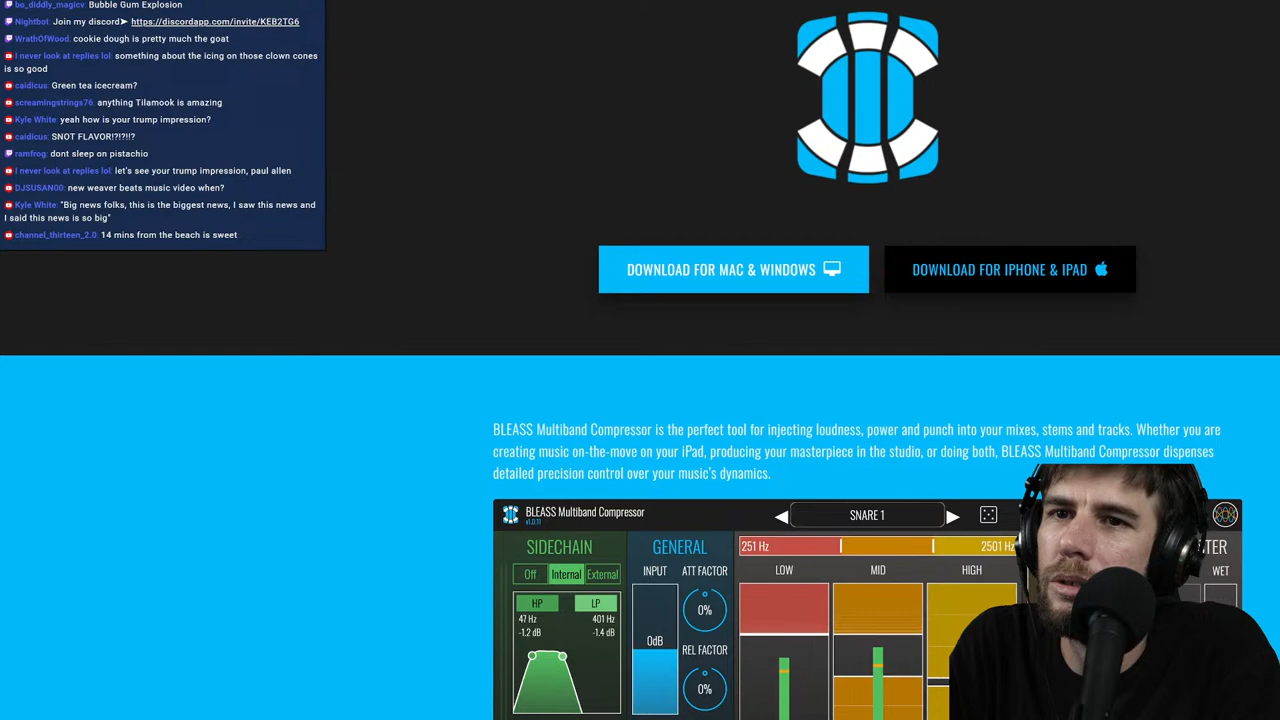 bo_diddly_magicv: Bubble Gum Explosion
Nightbot: Join my discord➤ https://discordapp.com/invite/KEB2TG6
WrathOfWood: cookie dough is pretty much the goat
I never look at replies lol: something about the icing on those clown cones
is so good
caidicus: Green tea icecream?
screamingstrings76: anything Tilamook is amazing
Kyle White: yeah how is your trump impression?
caidicus: SNOT FLAVOR!?!?!!?
ramfrog: dont sleep on pistachio
I never look at replies lol: let's see your trump impression, paul allen
DJSUSAN00: new weaver beats music video when?
Kyle White: "Big news folks, this is the biggest news, I saw this news and
I said this news is so big"
channel_thirteen_2.0: 14 mins from the beach is sweet
DOWNLOAD FOR MAC & WINDOWS
DOWNLOAD FOR IPHONE & IPAD
BLEASS Multiband Compressor is the perfect tool for injecting loudness, power and punch into your mixes, stems and tracks. Whether you are
creating music on-the-move on your iPad, producing your masterpiece in the studio, or doing both, BLEASS Multiband Compressor dispenses
detailed precision control over your music's dynamics.
BLEASS Multiband Compressor
v1.0.11
SNARE 1
SIDECHAIN
GENERAL
251 Hz
2501 Hz
TER
Off
Internal
External
INPUT
ATT FACTOR
LOW
MID
HIGH
WET
HP
LP
47 Hz
401 Hz
0%
-1.2 dB
-1.4 dB
0dB
REL FACTOR
0%